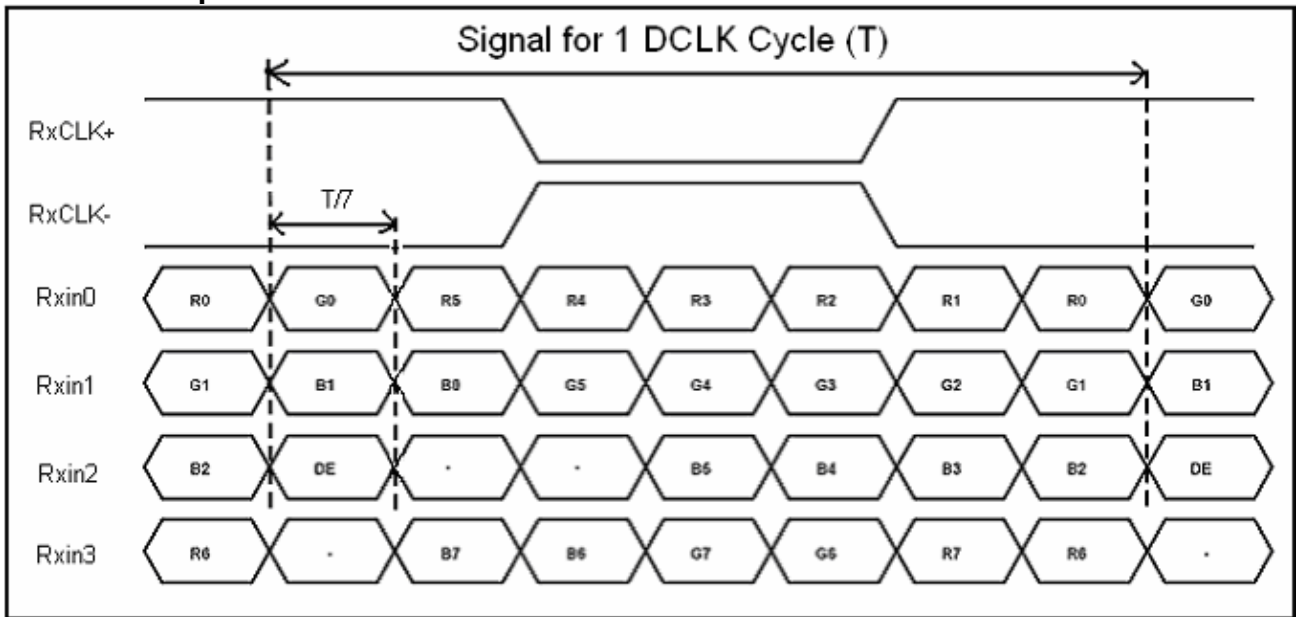 Signal for 1 DCLK Cycle (T)
RxCLK+
T/7
RxCLK-
Rxin0 R0 G0 R5 R4 R3 R2 R1 R0 G0
Rxin1 G1 B1 B0 G5 G4 G3 G2 G1 B1
Rxin2 B2 DE - - B5 B4 B3 B2 DE
Rxin3 R6 - B7 B6 G7 G6 R7 R6 -